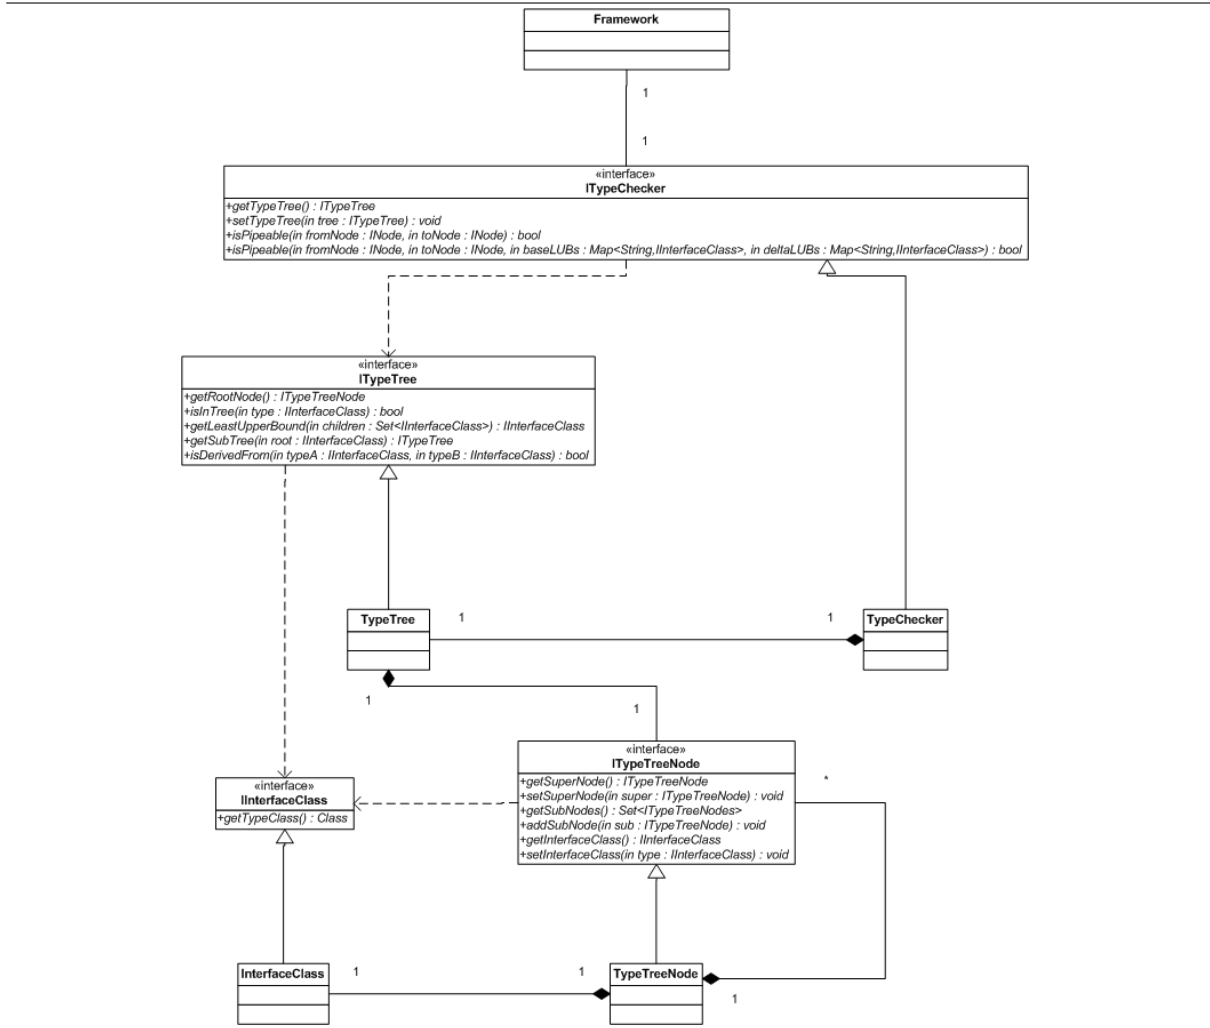 Framework
1
1
«interface»
ITypeChecker
+getTypeTree() : ITypeTree
+setTypeTree(in tree : ITypeTree) : void
+isPipeable(in fromNode : INode, in toNode : INode) : bool
+isPipeable(in fromNode : INode, in toNode : INode, in baseLUBs : Map<String,IInterfaceClass>, in deltaLUBs : Map<String,IInterfaceClass>) : bool
«interface»
ITypeTree
+getRootNode() : ITypeTreeNode
+isInTree(in type : IInterfaceClass) : bool
+getLeastUpperBound(in children : Set<IInterfaceClass>) : IInterfaceClass
+getSubTree(in root : IInterfaceClass) : ITypeTree
+isDerivedFrom(in typeA : IInterfaceClass, in typeB : IInterfaceClass) : bool
TypeTree
1
1
TypeChecker
1
1
«interface»
ITypeTreeNode
+getSuperNode() : ITypeTreeNode
+setSuperNode(in super : ITypeTreeNode) : void
+getSubNodes() : Set<ITypeTreeNodes>
+addSubNode(in sub : ITypeTreeNode) : void
+getInterfaceClass() : IInterfaceClass
+setInterfaceClass(in type : IInterfaceClass) : void
*
«interface»
IInterfaceClass
+getTypeClass() : Class
InterfaceClass
1
1
TypeTreeNode
1